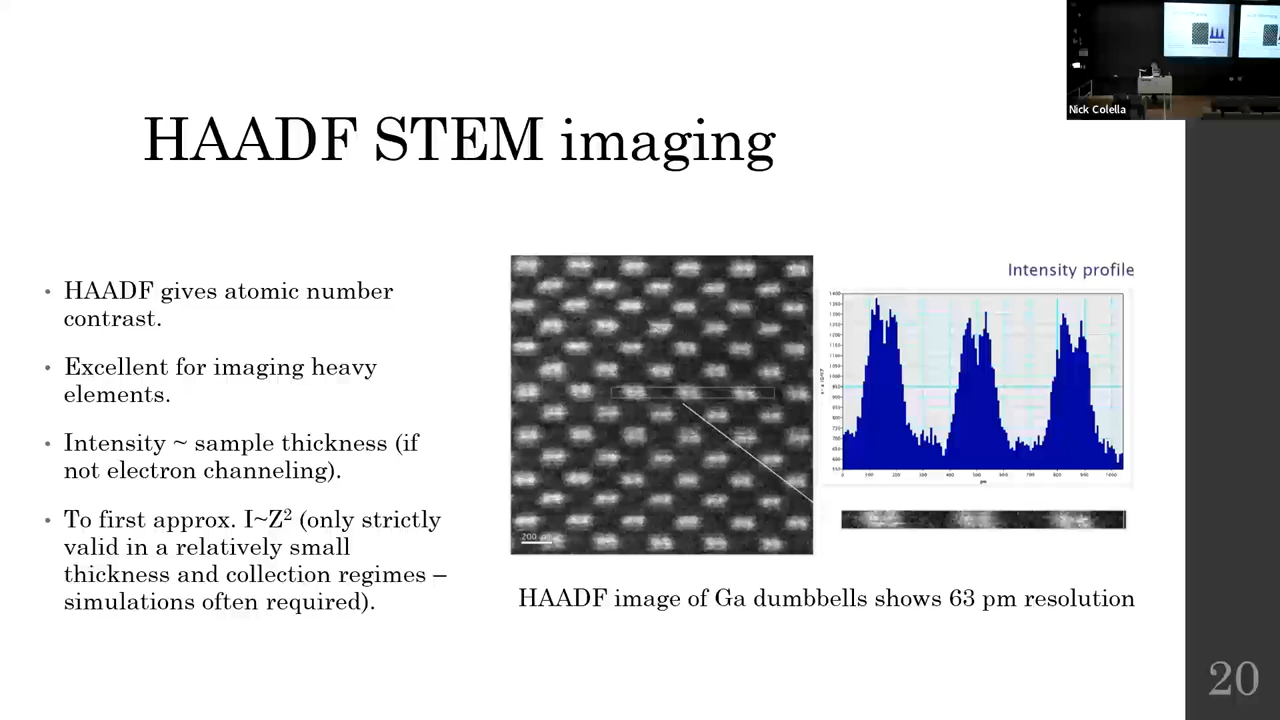 Nick Colella
HAADF STEM imaging
• HAADF gives atomic number
contrast.
• Excellent for imaging heavy
elements.
• Intensity ~ sample thickness (if
not electron channeling).
• To first approx. I~Z² (only strictly
valid in a relatively small
thickness and collection regimes –
simulations often required).
Intensity profile
200
pm
HAADF image of Ga dumbbells shows 63 pm resolution
20